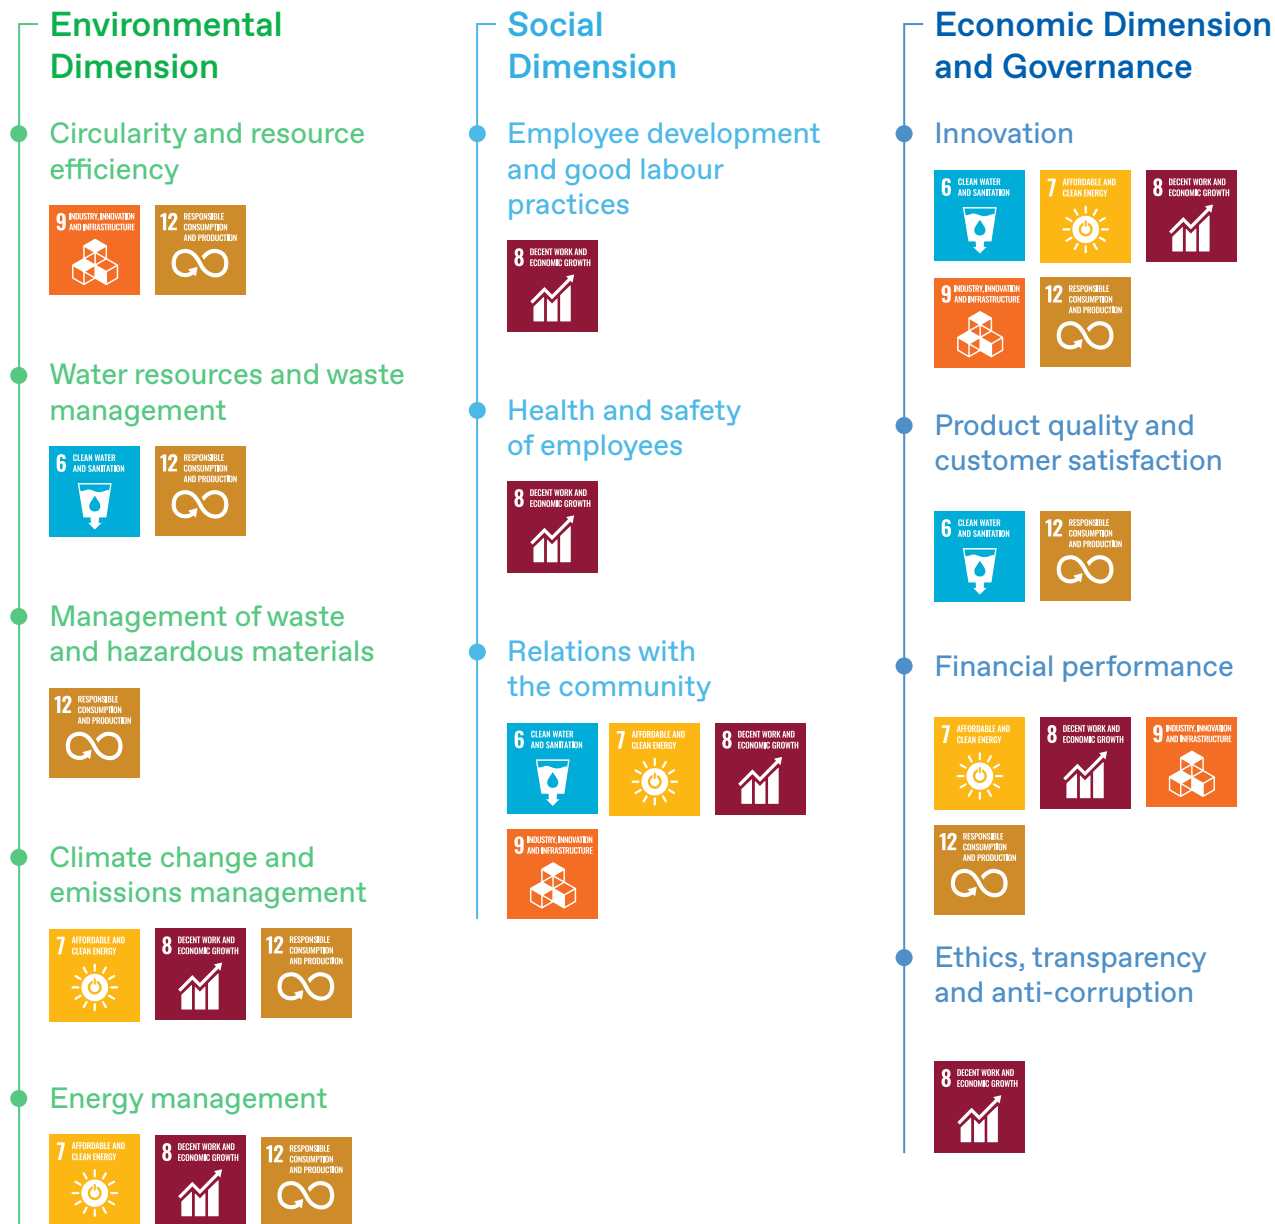 Environmental
Dimension
Circularity and resource
efficiency
9 INDUSTRY, INNOVATION
AND INFRASTRUCTURE
12 RESPONSIBLE
CONSUMPTION
AND PRODUCTION
Water resources and waste
management
6 CLEAN WATER
AND SANITATION
12 RESPONSIBLE
CONSUMPTION
AND PRODUCTION
Management of waste
and hazardous materials
12 RESPONSIBLE
CONSUMPTION
AND PRODUCTION
Climate change and
emissions management
7 AFFORDABLE AND
CLEAN ENERGY
8 DECENT WORK AND
ECONOMIC GROWTH
12 RESPONSIBLE
CONSUMPTION
AND PRODUCTION
Energy management
7 AFFORDABLE AND
CLEAN ENERGY
8 DECENT WORK AND
ECONOMIC GROWTH
12 RESPONSIBLE
CONSUMPTION
AND PRODUCTION
Social
Dimension
Employee development
and good labour
practices
8 DECENT WORK AND
ECONOMIC GROWTH
Health and safety
of employees
8 DECENT WORK AND
ECONOMIC GROWTH
Relations with
the community
6 CLEAN WATER
AND SANITATION
7 AFFORDABLE AND
CLEAN ENERGY
8 DECENT WORK AND
ECONOMIC GROWTH
9 INDUSTRY, INNOVATION
AND INFRASTRUCTURE
Economic Dimension
and Governance
Innovation
6 CLEAN WATER
AND SANITATION
7 AFFORDABLE AND
CLEAN ENERGY
8 DECENT WORK AND
ECONOMIC GROWTH
9 INDUSTRY, INNOVATION
AND INFRASTRUCTURE
12 RESPONSIBLE
CONSUMPTION
AND PRODUCTION
Product quality and
customer satisfaction
6 CLEAN WATER
AND SANITATION
12 RESPONSIBLE
CONSUMPTION
AND PRODUCTION
Financial performance
7 AFFORDABLE AND
CLEAN ENERGY
8 DECENT WORK AND
ECONOMIC GROWTH
9 INDUSTRY, INNOVATION
AND INFRASTRUCTURE
12 RESPONSIBLE
CONSUMPTION
AND PRODUCTION
Ethics, transparency
and anti-corruption
8 DECENT WORK AND
ECONOMIC GROWTH